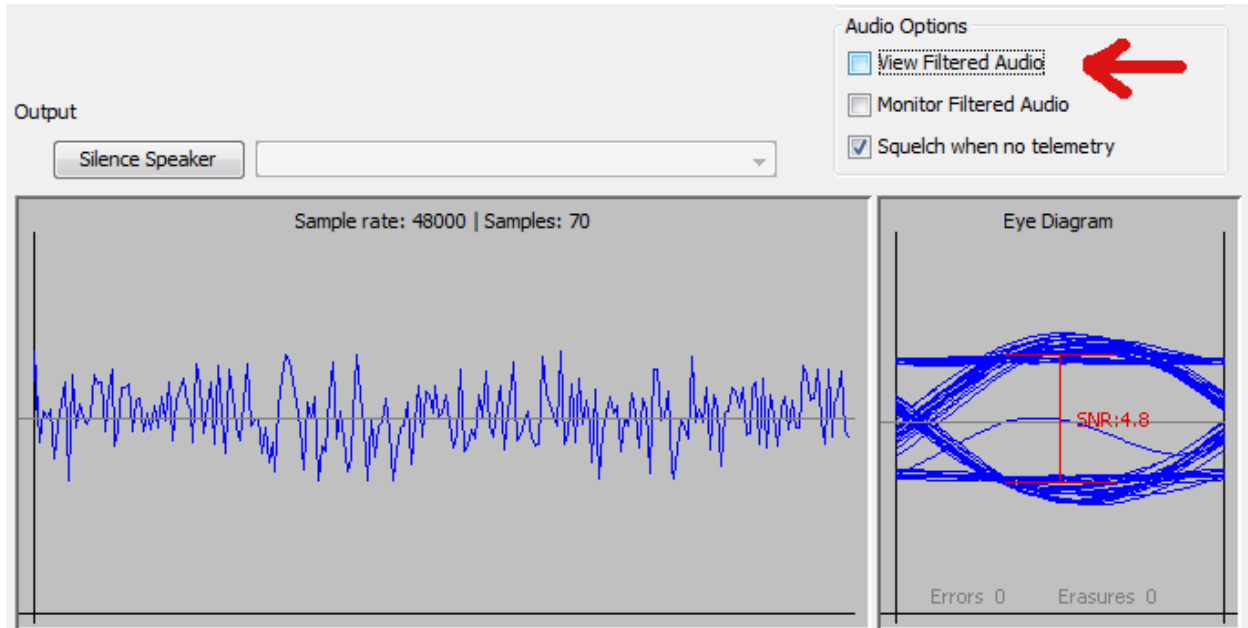 Audio Options
View Filtered Audio
Monitor Filtered Audio
Squelch when no telemetry
Output
Silence Speaker
Sample rate: 48000 | Samples: 70
Eye Diagram
SNR:4.8
Errors 0 Erasures 0